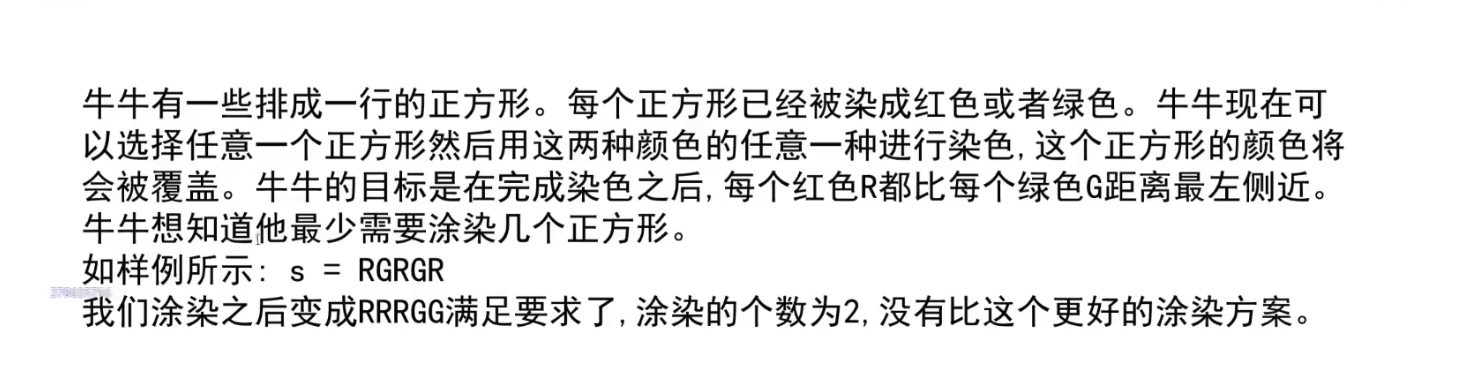 牛牛有一些排成一行的正方形。每个正方形已经被染成红色或者绿色。牛牛现在可
以选择任意一个正方形然后用这两种颜色的任意一种进行染色,这个正方形的颜色将
会被覆盖。牛牛的目标是在完成染色之后,每个红色R都比每个绿色G距离最左侧近。
牛牛想知道他最少需要涂染几个正方形。
如样例所示: s = RGRGR
我们涂染之后变成RRRGG满足要求了,涂染的个数为2,没有比这个更好的涂染方案。